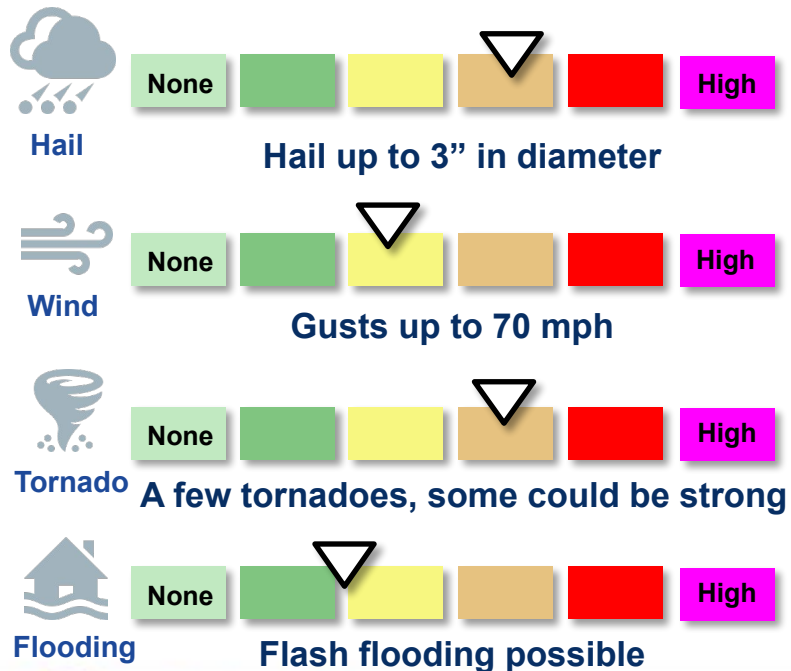 None
High
Hail
Hail up to 3” in diameter
None
High
Wind
Gusts up to 70 mph
None
High
Tornado
A few tornadoes, some could be strong
None
High
Flooding
Flash flooding possible